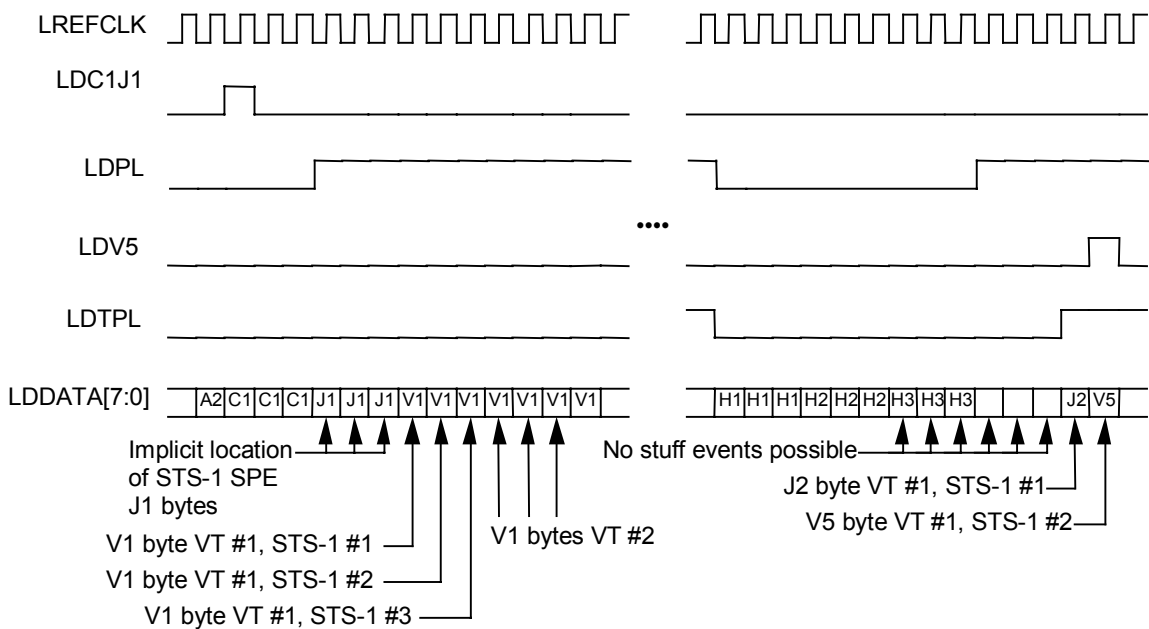 LREFCLK
LDC1J1
LDPL
LDV5
....
LDTPL
LDDATA[7:0] A2 C1 C1 C1 J1 J1 J1 V1 V1 V1 V1 V1 V1 V1 H1 H1 H1 H2 H2 H2 H3 H3 H3 J2 V5
Implicit location
of STS-1 SPE
J1 bytes
No stuff events possible
J2 byte VT #1, STS-1 #1
V5 byte VT #1, STS-1 #2
V1 bytes VT #2
V1 byte VT #1, STS-1 #1
V1 byte VT #1, STS-1 #2
V1 byte VT #1, STS-1 #3